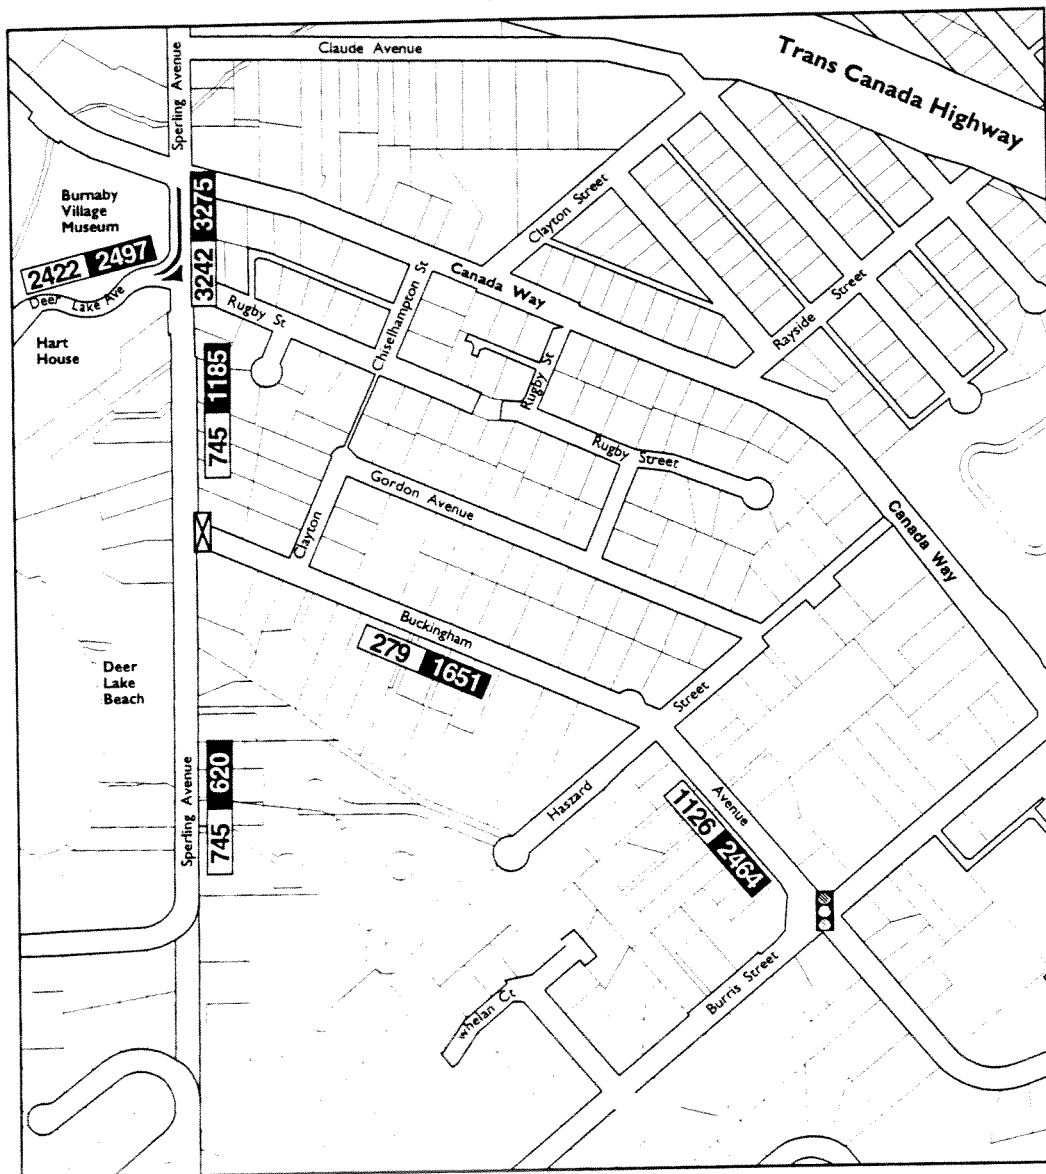 Claude Avenue
Trans Canada Highway
Sperling Avenue
Burnaby
Village
Museum
3242 3275
2422 2497
Deer Lake Ave
Clayton Street
Canada Way
Chiselhampton St
Rugby St
Rayside Street
Hart
House
745 1185
Rugby St
Rugby Street
Gordon Avenue
Clayton
Canada Way
Buckingham
279 1651
Deer
Lake
Beach
Street
Haszard
Avenue
1126 2464
Sperling Avenue
745 620
Burris Street
whelan Ct